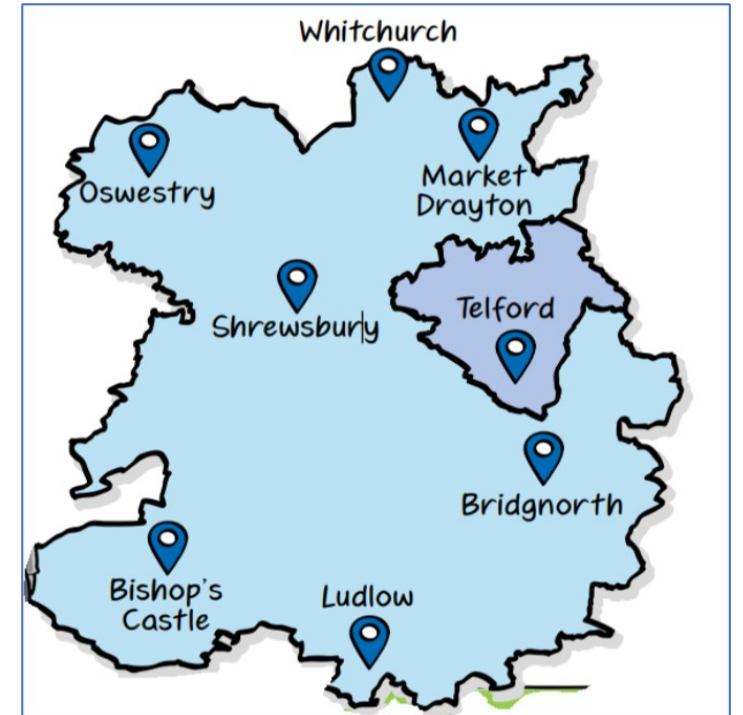 Whitchurch
Oswestry
Market
Drayton
Shrewsbury
Telford
Bridgnorth
Bishop's
Castle
Ludlow